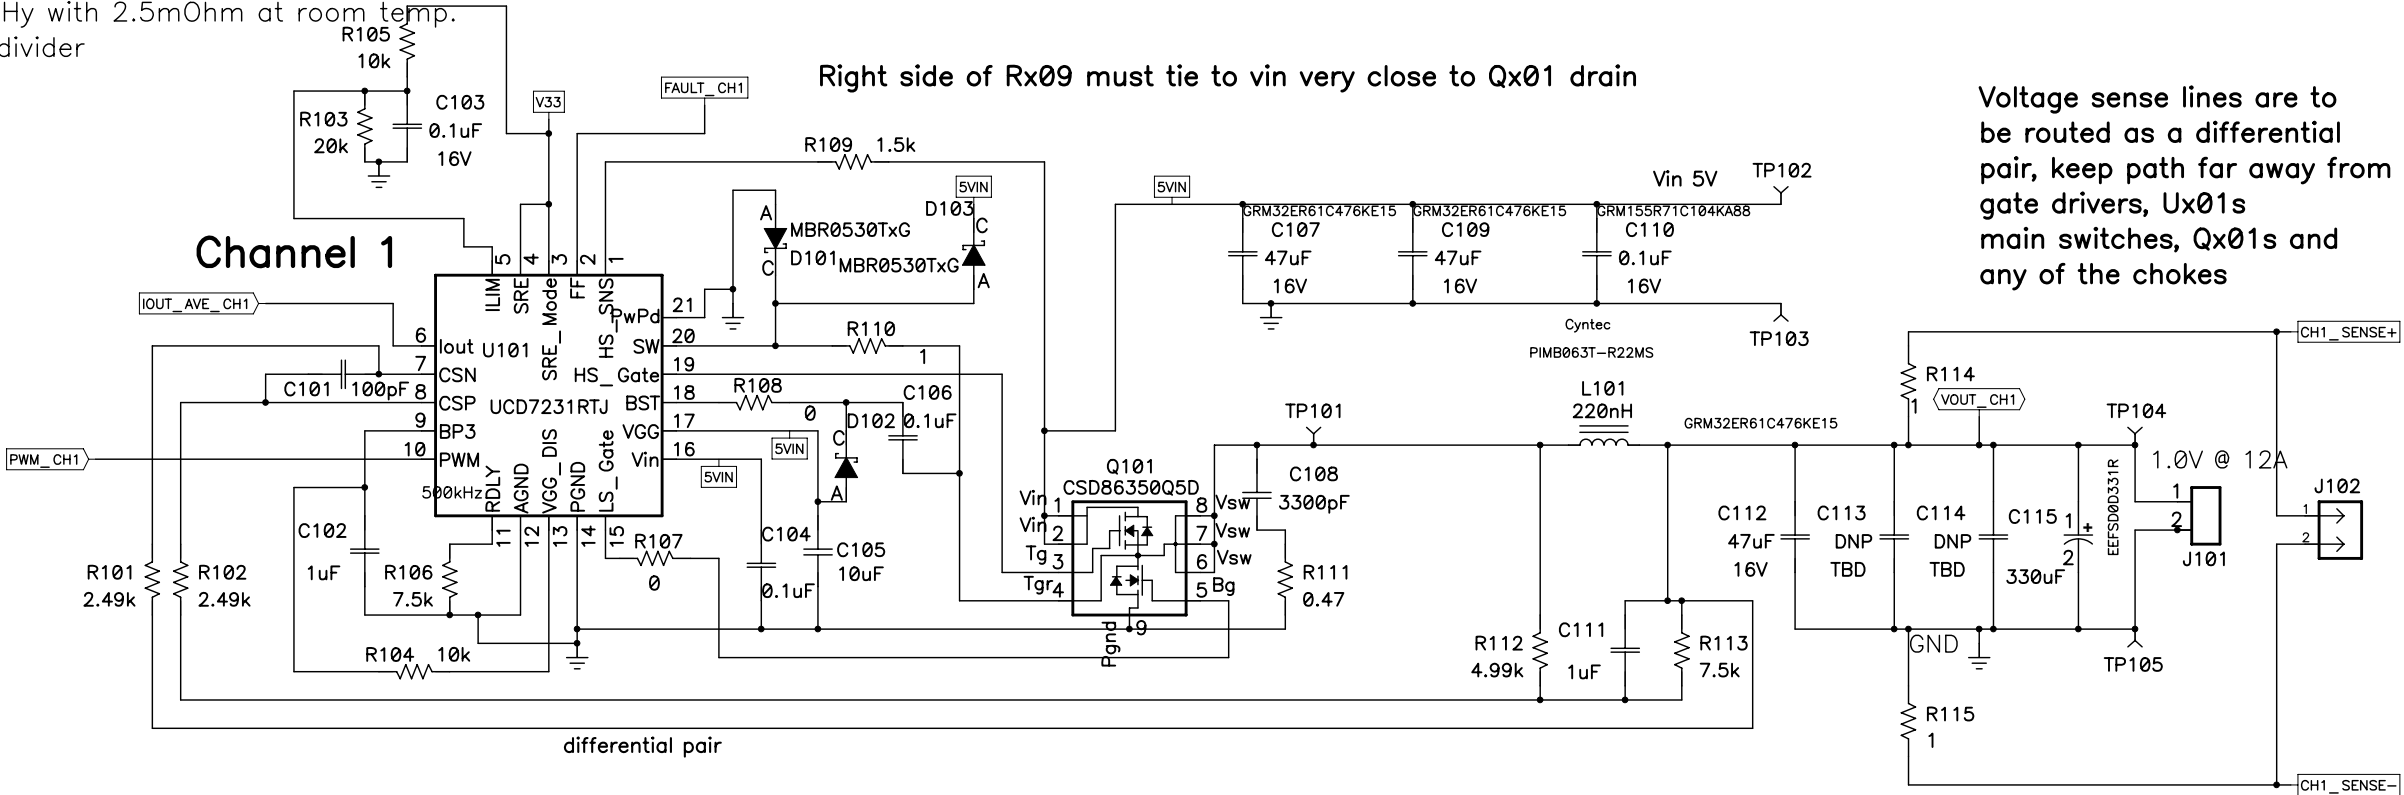 Hy with 2.5mOhm at room temp.
divider
R105
10k
R103
20k
C103
0.1uF
16V
V33
FAULT_CH1
Right side of Rx09 must tie to vin very close to Qx01 drain
Voltage sense lines are to
be routed as a differential
pair, keep path far away from
gate drivers, Ux01s
main switches, Qx01s and
any of the chokes
Channel 1
R109 1.5k
5VIN
D103
C
A
MBR0530TxG
A
MBR0530TxG
C
D101
5VIN
Vin 5V
TP102
GRM32ER61C476KE15
GRM32ER61C476KE15
GRM155R71C104KA88
C107
47uF
16V
C109
47uF
16V
C110
0.1uF
16V
TP103
IOUT_AVE_CH1
PWM_CH1
5
4
3
2
1
ILIM
SRE
SRE_Mode
FF
HS_SNS
6
7
8
9
10
Iout
CSN
CSP
BP3
PWM
U101
UCD7231RTJ
500kHz
PwPd
SW
HS_Gate
BST
VGG
Vin
21
20
19
18
17
16
RDLY
AGND
VGG_DIS
PGND
LS_Gate
11
12
13
14
15
C101
100pF
C102
1uF
R101
2.49k
R102
2.49k
R106
7.5k
R104
10k
R107
0
R110
1
R108
0
D102
C
A
C106
0.1uF
5VIN
5VIN
C104
0.1uF
C105
10uF
Q101
CSD86350Q5D
Vin
Vin
Tg
Tgr
1
2
3
4
8
7
6
5
Vsw
Vsw
Vsw
Bg
9
Pgnd
TP101
C108
3300pF
R111
0.47
Cyntec
PIMB063T-R22MS
L101
220nH
R112
4.99k
C111
1uF
R113
7.5k
GRM32ER61C476KE15
R114
1
VOUT_CH1
CH1_SENSE+
TP104
1.0V @ 12A
C112
47uF
16V
C113
DNP
TBD
C114
DNP
TBD
C115
330uF
1
+
2
EEFSD0D331R
1
2
J101
J102
1
2
GND
TP105
R115
1
CH1_SENSE-
differential pair